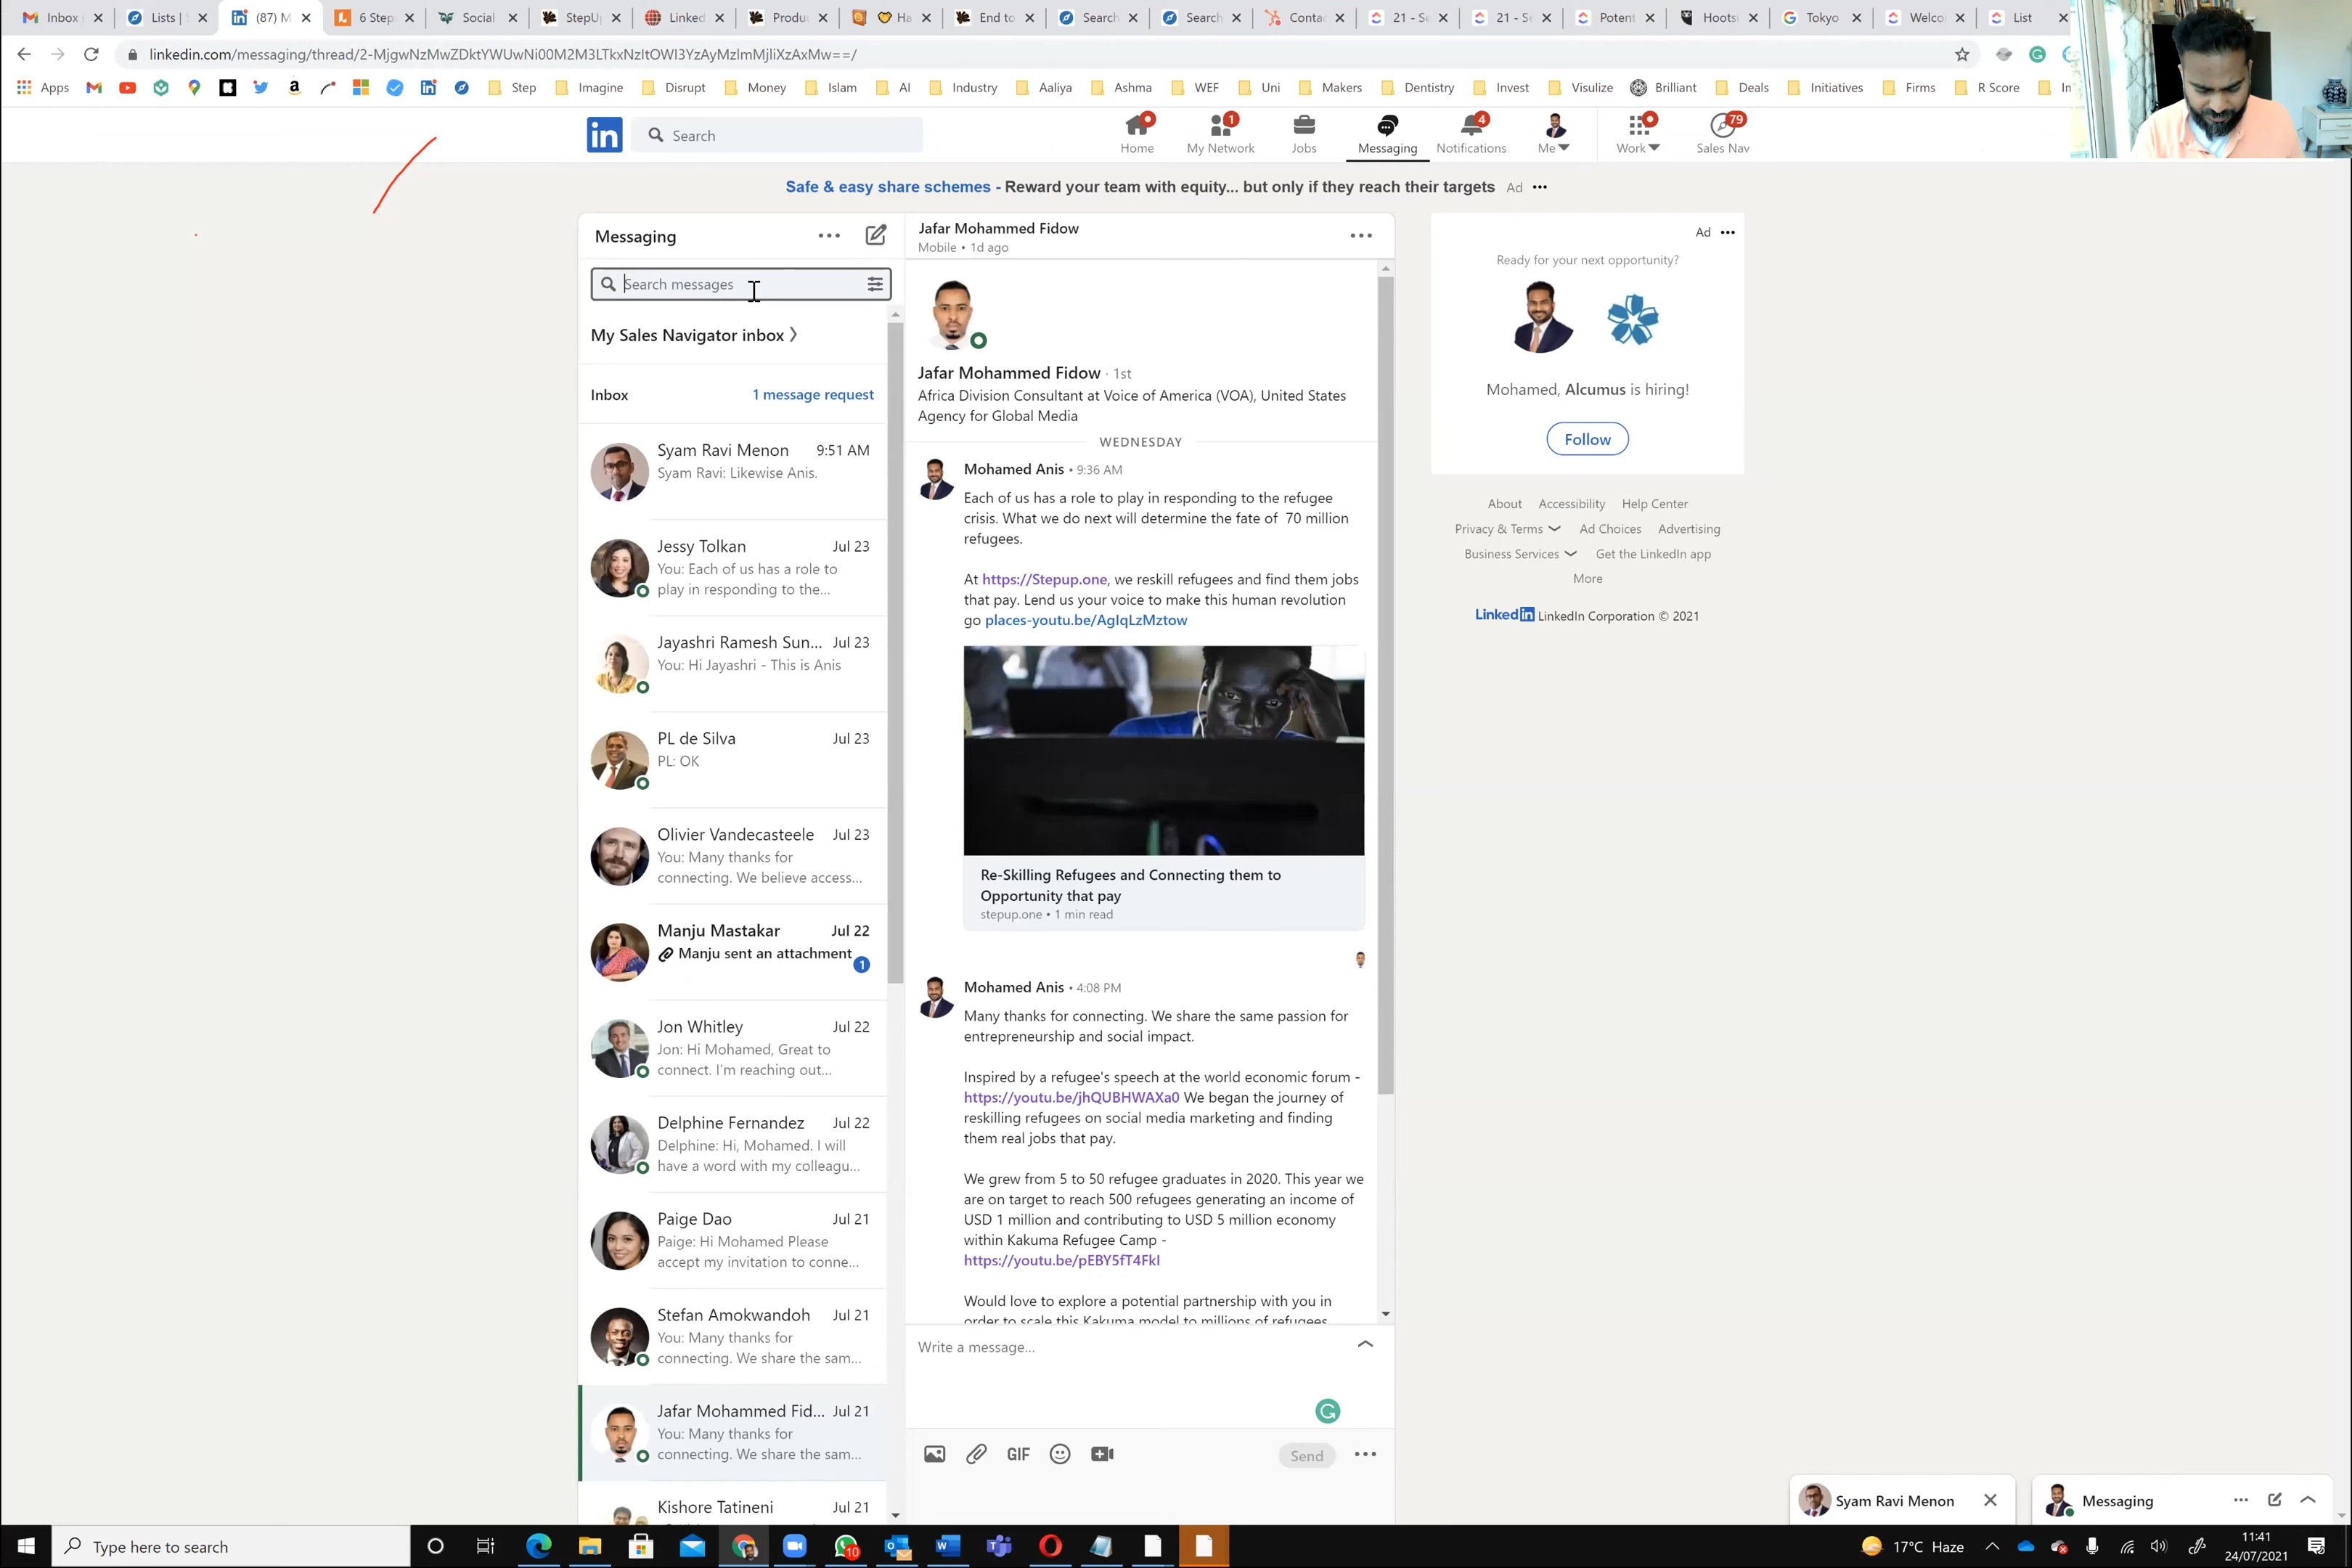 Inbox
Lists | S
(87) M
6 Step
Social
StepU
Linked
Produ
Ha
End to
Search
Search
Conta
21 - Se
21 - Se
Potent
Hoots
Tokyo
Welco
List
linkedin.com/messaging/thread/2-MjgwNzMwZDktYWUwNi00M2M3LTkxNzItOWI3YzAyMzlmMjliXzAxMw==/
Apps
Step
Imagine
Disrupt
Money
Islam
AI
Industry
Aaliya
Ashma
WEF
Uni
Makers
Dentistry
Invest
Visulize
Brilliant
Deals
Initiatives
Firms
R Score
in
Search
Home
1
My Network
Jobs
Messaging
4
Notifications
Me
Work
79
Sales Nav
Safe & easy share schemes - Reward your team with equity... but only if they reach their targets Ad
Messaging
Search messages
My Sales Navigator inbox
Inbox 1 message request
Syam Ravi Menon 9:51 AM
Syam Ravi: Likewise Anis.
Jessy Tolkan Jul 23
You: Each of us has a role to
play in responding to the...
Jayashri Ramesh Sun... Jul 23
You: Hi Jayashri - This is Anis
PL de Silva Jul 23
PL: OK
Olivier Vandecasteele Jul 23
You: Many thanks for
connecting. We believe access...
Manju Mastakar Jul 22
Manju sent an attachment
1
Jon Whitley Jul 22
Jon: Hi Mohamed, Great to
connect. I'm reaching out...
Delphine Fernandez Jul 22
Delphine: Hi, Mohamed. I will
have a word with my colleagu...
Paige Dao Jul 21
Paige: Hi Mohamed Please
accept my invitation to conne...
Stefan Amokwandoh Jul 21
You: Many thanks for
connecting. We share the sam...
Jafar Mohammed Fid... Jul 21
You: Many thanks for
connecting. We share the sam...
Kishore Tatineni Jul 21
Jafar Mohammed Fidow
Mobile • 1d ago
Jafar Mohammed Fidow · 1st
Africa Division Consultant at Voice of America (VOA), United States
Agency for Global Media
WEDNESDAY
Mohamed Anis • 9:36 AM
Each of us has a role to play in responding to the refugee
crisis. What we do next will determine the fate of 70 million
refugees.
At https://Stepup.one, we reskill refugees and find them jobs
that pay. Lend us your voice to make this human revolution
go places-youtu.be/AgIqLzMztow
Re-Skilling Refugees and Connecting them to
Opportunity that pay
stepup.one • 1 min read
Mohamed Anis • 4:08 PM
Many thanks for connecting. We share the same passion for
entrepreneurship and social impact.
Inspired by a refugee's speech at the world economic forum -
https://youtu.be/jhQUBHWAXa0 We began the journey of
reskilling refugees on social media marketing and finding
them real jobs that pay.
We grew from 5 to 50 refugee graduates in 2020. This year we
are on target to reach 500 refugees generating an income of
USD 1 million and contributing to USD 5 million economy
within Kakuma Refugee Camp -
https://youtu.be/pEBY5fT4FkI
Would love to explore a potential partnership with you in
order to scale this Kakuma model to millions of refugees
Write a message...
GIF
Send
Ad
Ready for your next opportunity?
Mohamed, Alcumus is hiring!
Follow
About Accessibility Help Center
Privacy & Terms Ad Choices Advertising
Business Services Get the LinkedIn app
More
LinkedIn LinkedIn Corporation © 2021
Syam Ravi Menon
Messaging
Type here to search
10
17°C Haze
11:41
24/07/2021